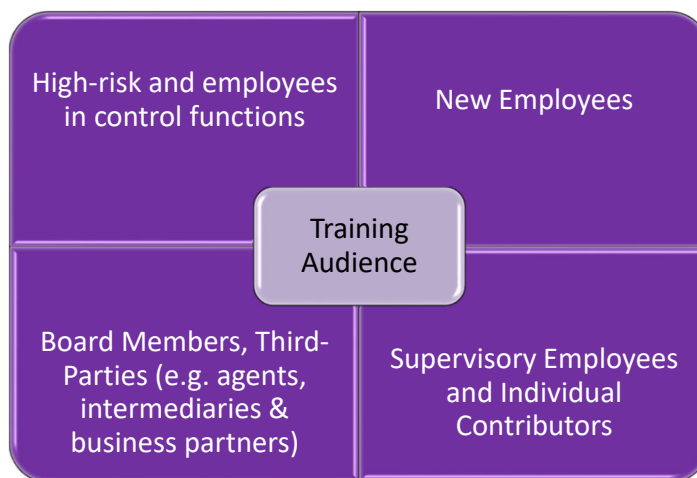 High-risk and employees
in control functions
New Employees
Training
Audience
Board Members, Third-
Parties (e.g. agents,
intermediaries &
business partners)
Supervisory Employees
and Individual
Contributors